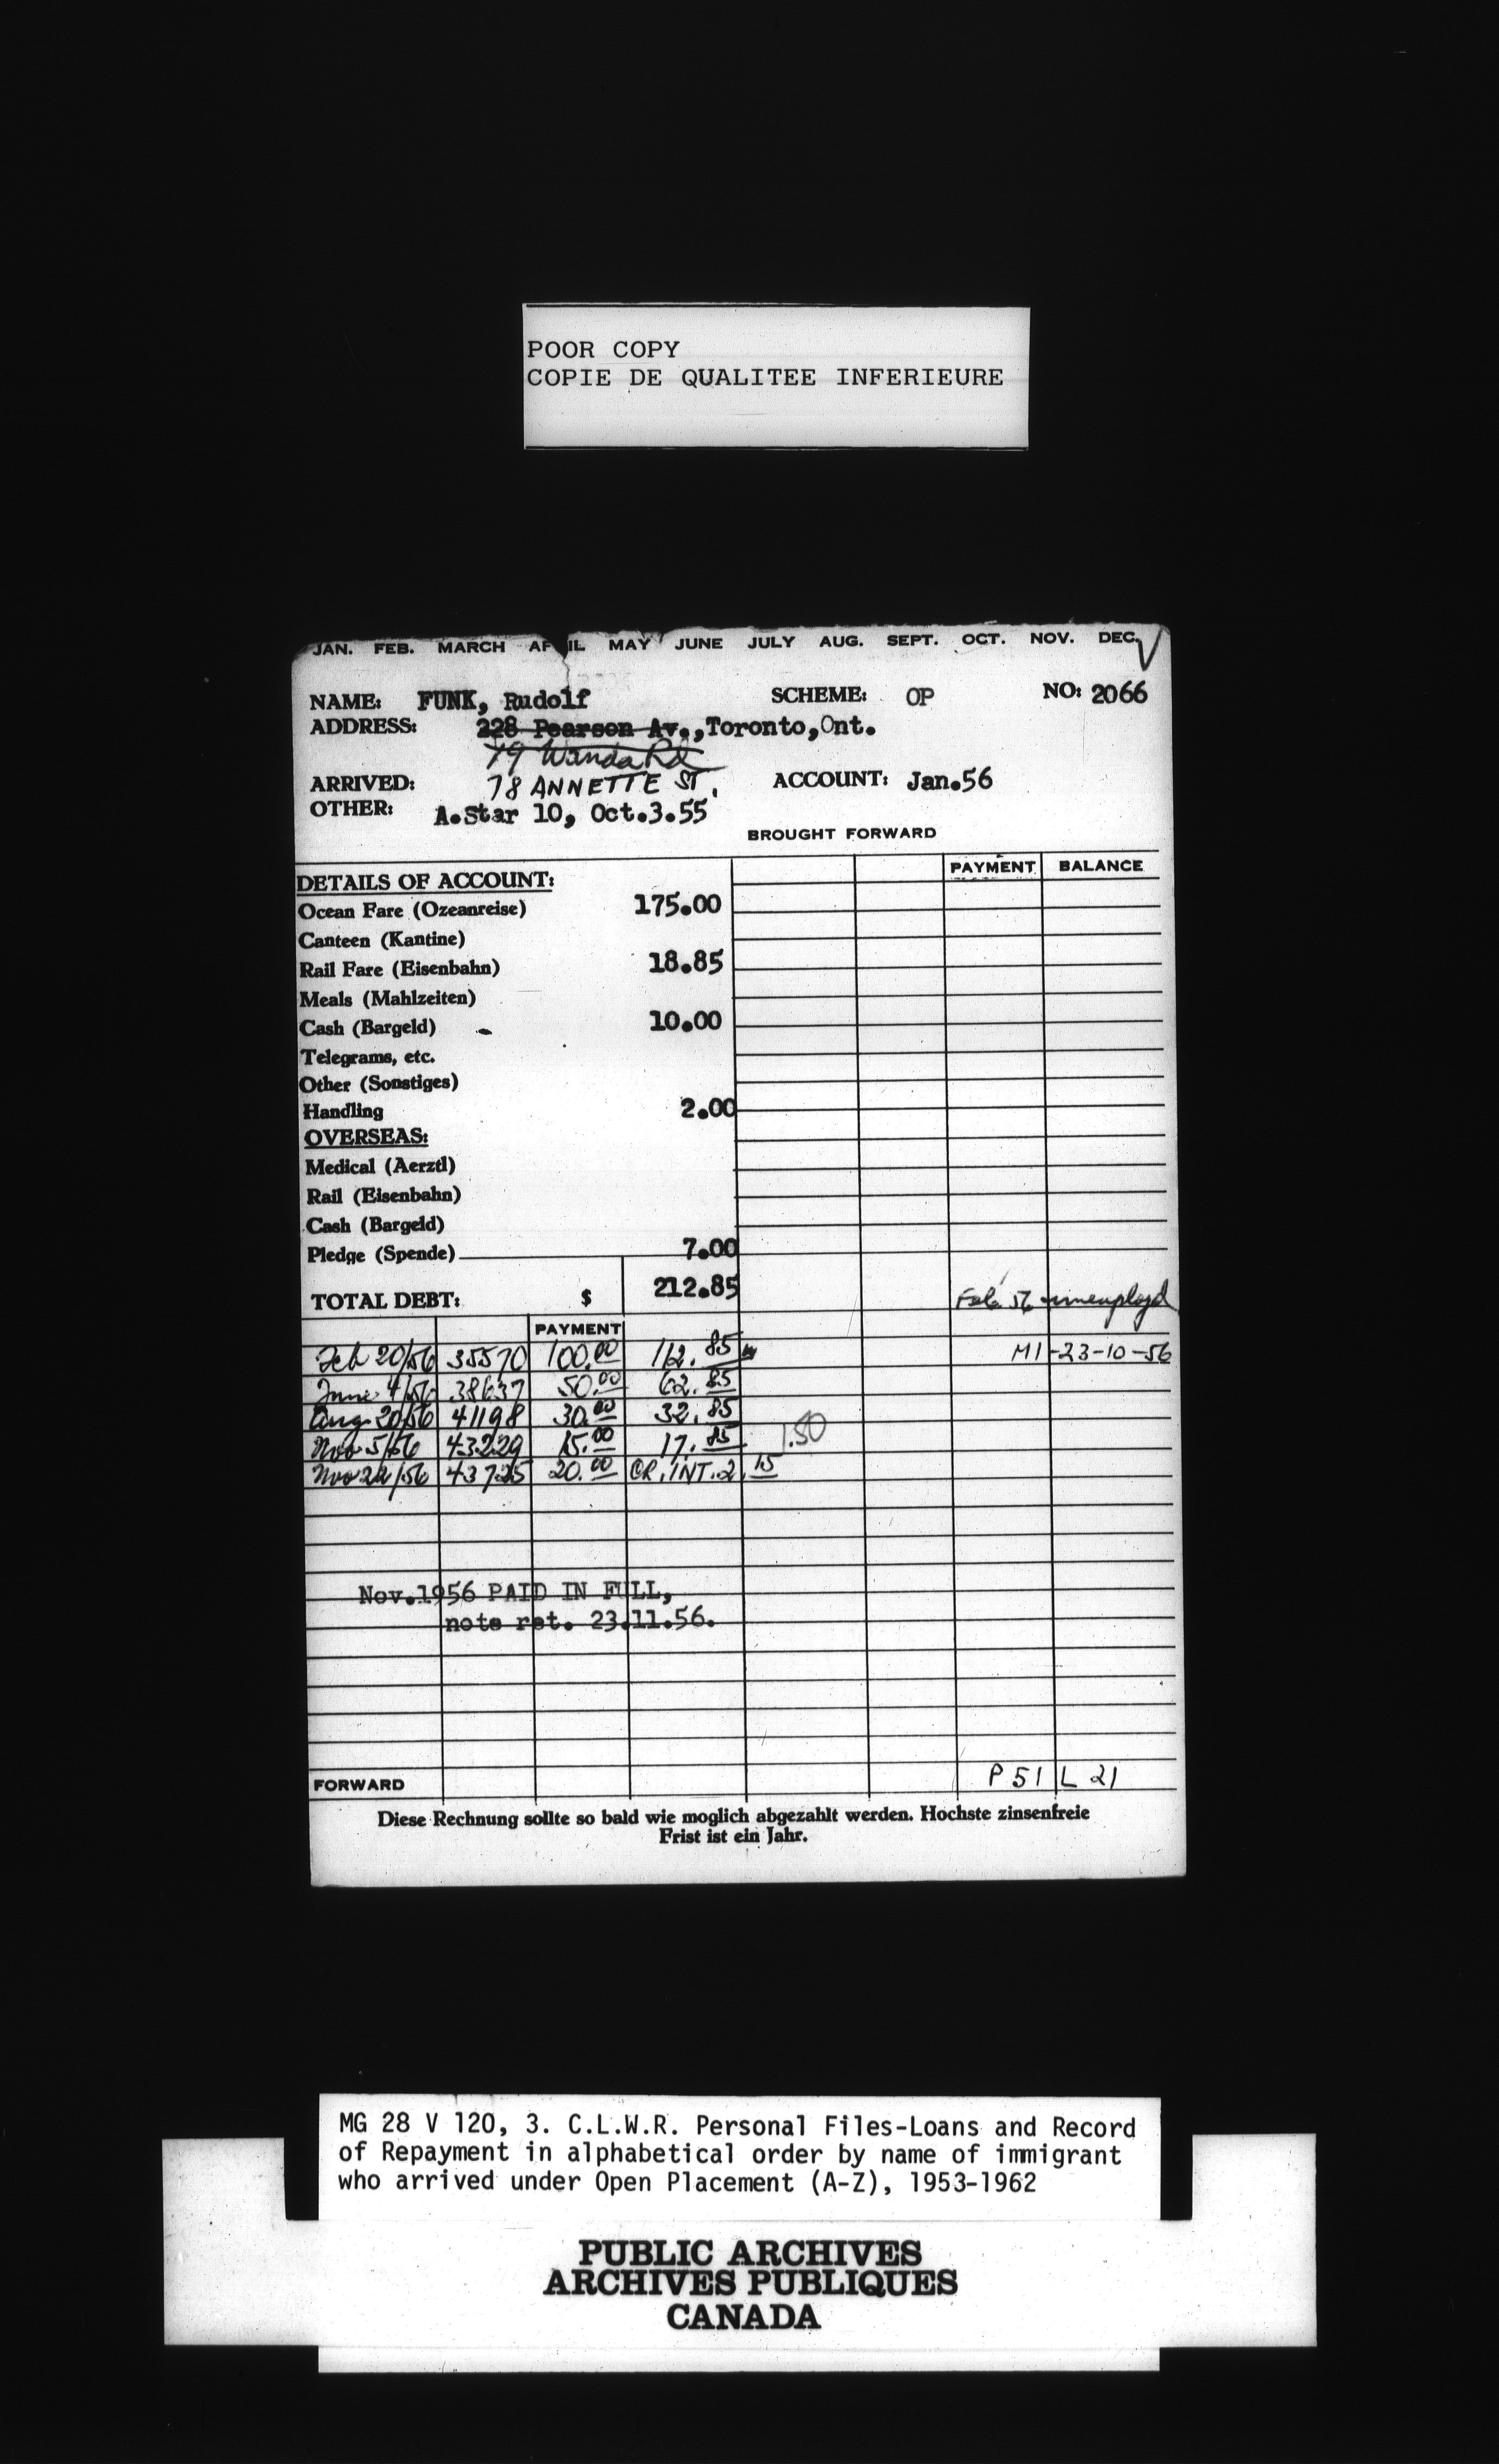 POOR COPY
COPIE DE QUALITEE INFERIEURE
JAN. FEB. MARCH APRIL MAY JUNE JULY AUG. SEPT. OCT. NOV. DEC.
NAME: FUNK, Rudolf SCHEME: OP NO: 2066
ADDRESS: 228 Pearson Av., Toronto, Ont.
79 Wanda Rd
ARRIVED: 78 ANNETTE ST. ACCOUNT: Jan.56
OTHER: A.Star 10, Oct.3.55
BROUGHT FORWARD
PAYMENT BALANCE
DETAILS OF ACCOUNT:
Ocean Fare (Ozeanreise) 175.00
Canteen (Kantine)
Rail Fare (Eisenbahn) 18.85
Meals (Mahlzeiten)
Cash (Bargeld) 10.00
Telegrams, etc.
Other (Sonstiges)
Handling 2.00
OVERSEAS:
Medical (Aerztl)
Rail (Eisenbahn)
Cash (Bargeld)
Pledge (Spende) 7.00
TOTAL DEBT: $ 212.85 Feb 56 unemployd
PAYMENT
Feb 20/56 35570 100.00 112.85 M1-23-10-56
June 4/56 38637 50.00 62.85
Aug 20/56 41198 30.00 32.85
Nov 5/56 43229 15.00 17.85 1.50
Nov 22/56 43725 20.00 CR. INT. 2.15
Nov.1956 PAID IN FULL,
note ret. 23.11.56.
P 51 L 21
FORWARD
Diese Rechnung sollte so bald wie moglich abgezahlt werden. Hochste zinsenfreie
Frist ist ein Jahr.
MG 28 V 120, 3. C.L.W.R. Personal Files-Loans and Record
of Repayment in alphabetical order by name of immigrant
who arrived under Open Placement (A-Z), 1953-1962
PUBLIC ARCHIVES
ARCHIVES PUBLIQUES
CANADA